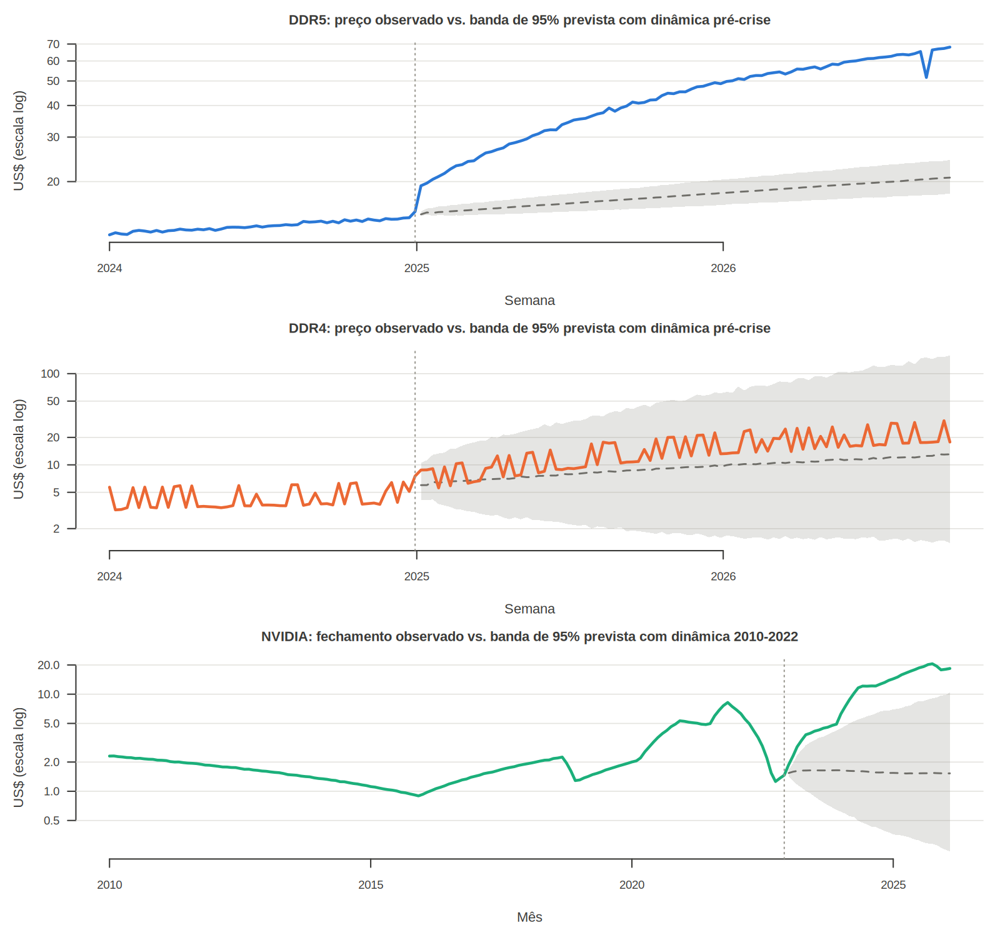 DDR5: preço observado vs. banda de 95% prevista com dinâmica pré-crise
US$ (escala log)
70
60
50
40
30
20
2024 2025 2026
Semana
DDR4: preço observado vs. banda de 95% prevista com dinâmica pré-crise
US$ (escala log)
100
50
20
10
5
2
2024 2025 2026
Semana
NVIDIA: fechamento observado vs. banda de 95% prevista com dinâmica 2010-2022
US$ (escala log)
20.0
10.0
5.0
2.0
1.0
0.5
2010 2015 2020 2025
Mês